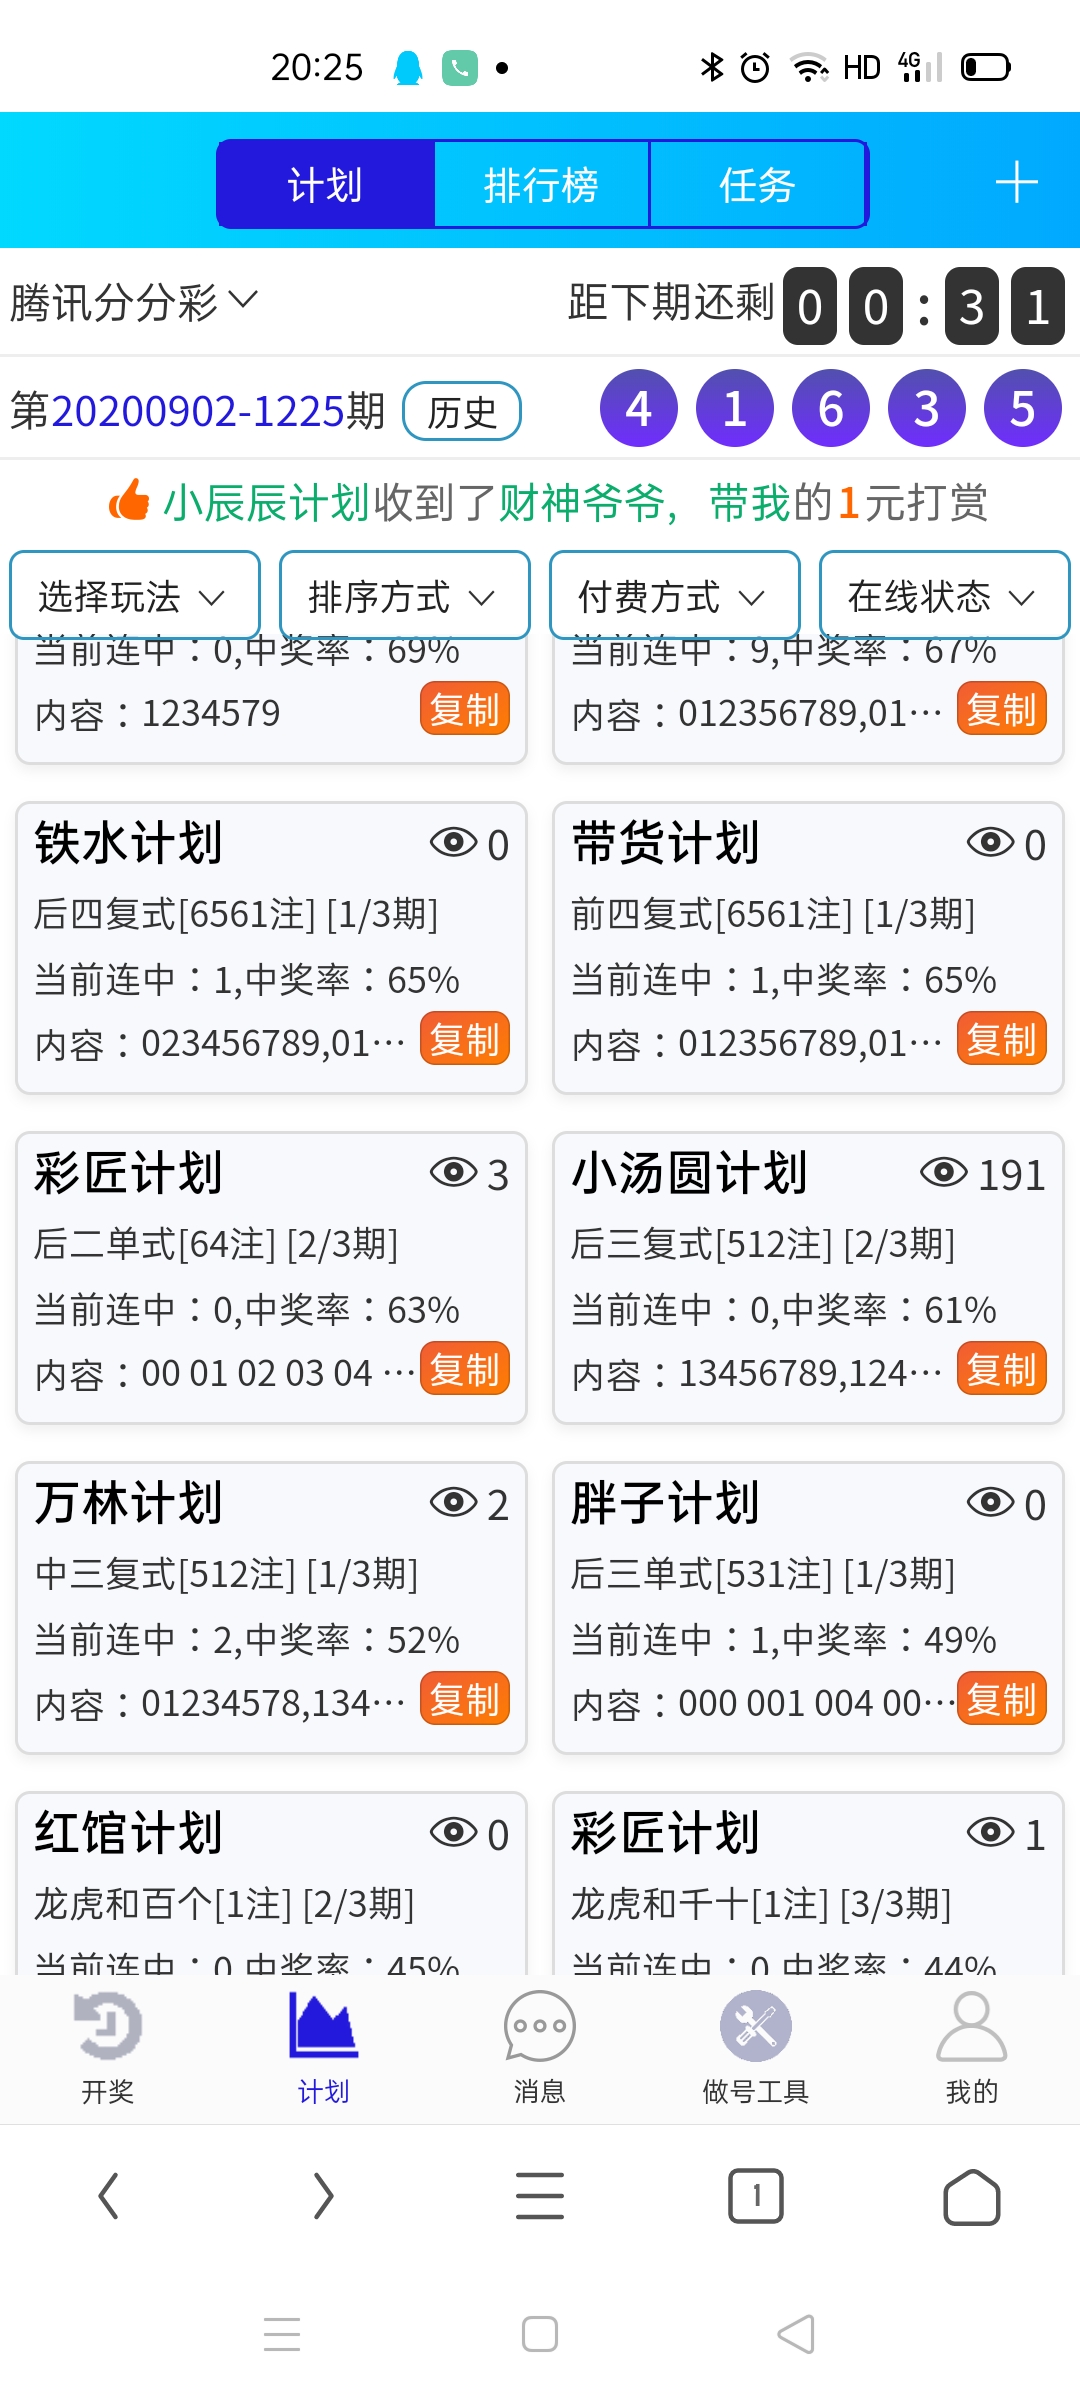 20:25 HD 4G
计划 排行榜 任务
腾讯分分彩 距下期还剩 0 0 : 3 1
第20200902-1225期 历史 4 1 6 3 5
小辰辰计划收到了财神爷爷，带我的1元打赏
选择玩法 排序方式 付费方式 在线状态
当前连中：0,中奖率：69% 当前连中：9,中奖率：67%
内容：1234579 复制 内容：012356789,01··· 复制
铁水计划 0 带货计划 0
后四复式[6561注] [1/3期] 前四复式[6561注] [1/3期]
当前连中：1,中奖率：65% 当前连中：1,中奖率：65%
内容：023456789,01··· 复制 内容：012356789,01··· 复制
彩匠计划 3 小汤圆计划 191
后二单式[64注] [2/3期] 后三复式[512注] [2/3期]
当前连中：0,中奖率：63% 当前连中：0,中奖率：61%
内容：00 01 02 03 04 ··· 复制 内容：13456789,124··· 复制
万林计划 2 胖子计划 0
中三复式[512注] [1/3期] 后三单式[531注] [1/3期]
当前连中：2,中奖率：52% 当前连中：1,中奖率：49%
内容：01234578,134··· 复制 内容：000 001 004 00··· 复制
红馆计划 0 彩匠计划 1
龙虎和百个[1注] [2/3期] 龙虎和千十[1注] [3/3期]
当前连中：0,中奖率：45% 当前连中：0,中奖率：44%
开奖 计划 消息 做号工具 我的
1